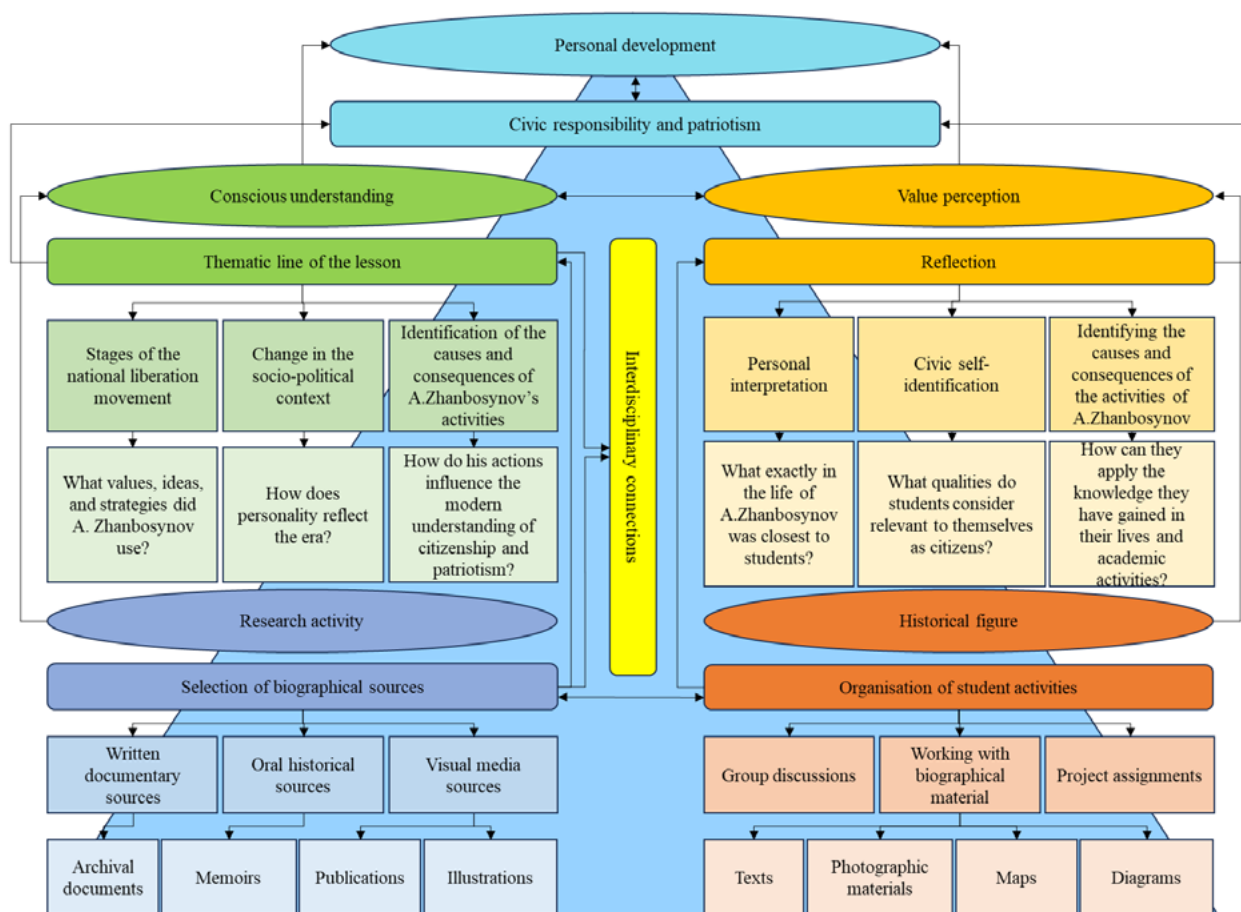 Personal development
Civic responsibility and patriotism
Conscious understanding
Value perception
Thematic line of the lesson
Reflection
Stages of the
national liberation
movement
Change in the
socio-political
context
Identification of the
causes and
consequences of
A.Zhanbosynov's
activities
Personal
interpretation
Civic self-
identification
Identifying the
causes and
consequences of
the activities of
A.Zhanbosynov
What values, ideas,
and strategies did
A. Zhanbosynov
use?
How does
personality reflect
the era?
How do his actions
influence the
modern
understanding of
citizenship and
patriotism?
Interdisciplinary connections
What exactly in
the life of
A.Zhanbosynov
was closest to
students?
What qualities do
students consider
relevant to themselves
as citizens?
How can they
apply the
knowledge they
have gained in
their lives and
academic
activities?
Research activity
Historical figure
Selection of biographical sources
Organisation of student activities
Written
documentary
sources
Oral historical
sources
Visual media
sources
Group discussions
Working with
biographical
material
Project assignments
Archival
documents
Memoirs
Publications
Illustrations
Texts
Photographic
materials
Maps
Diagrams